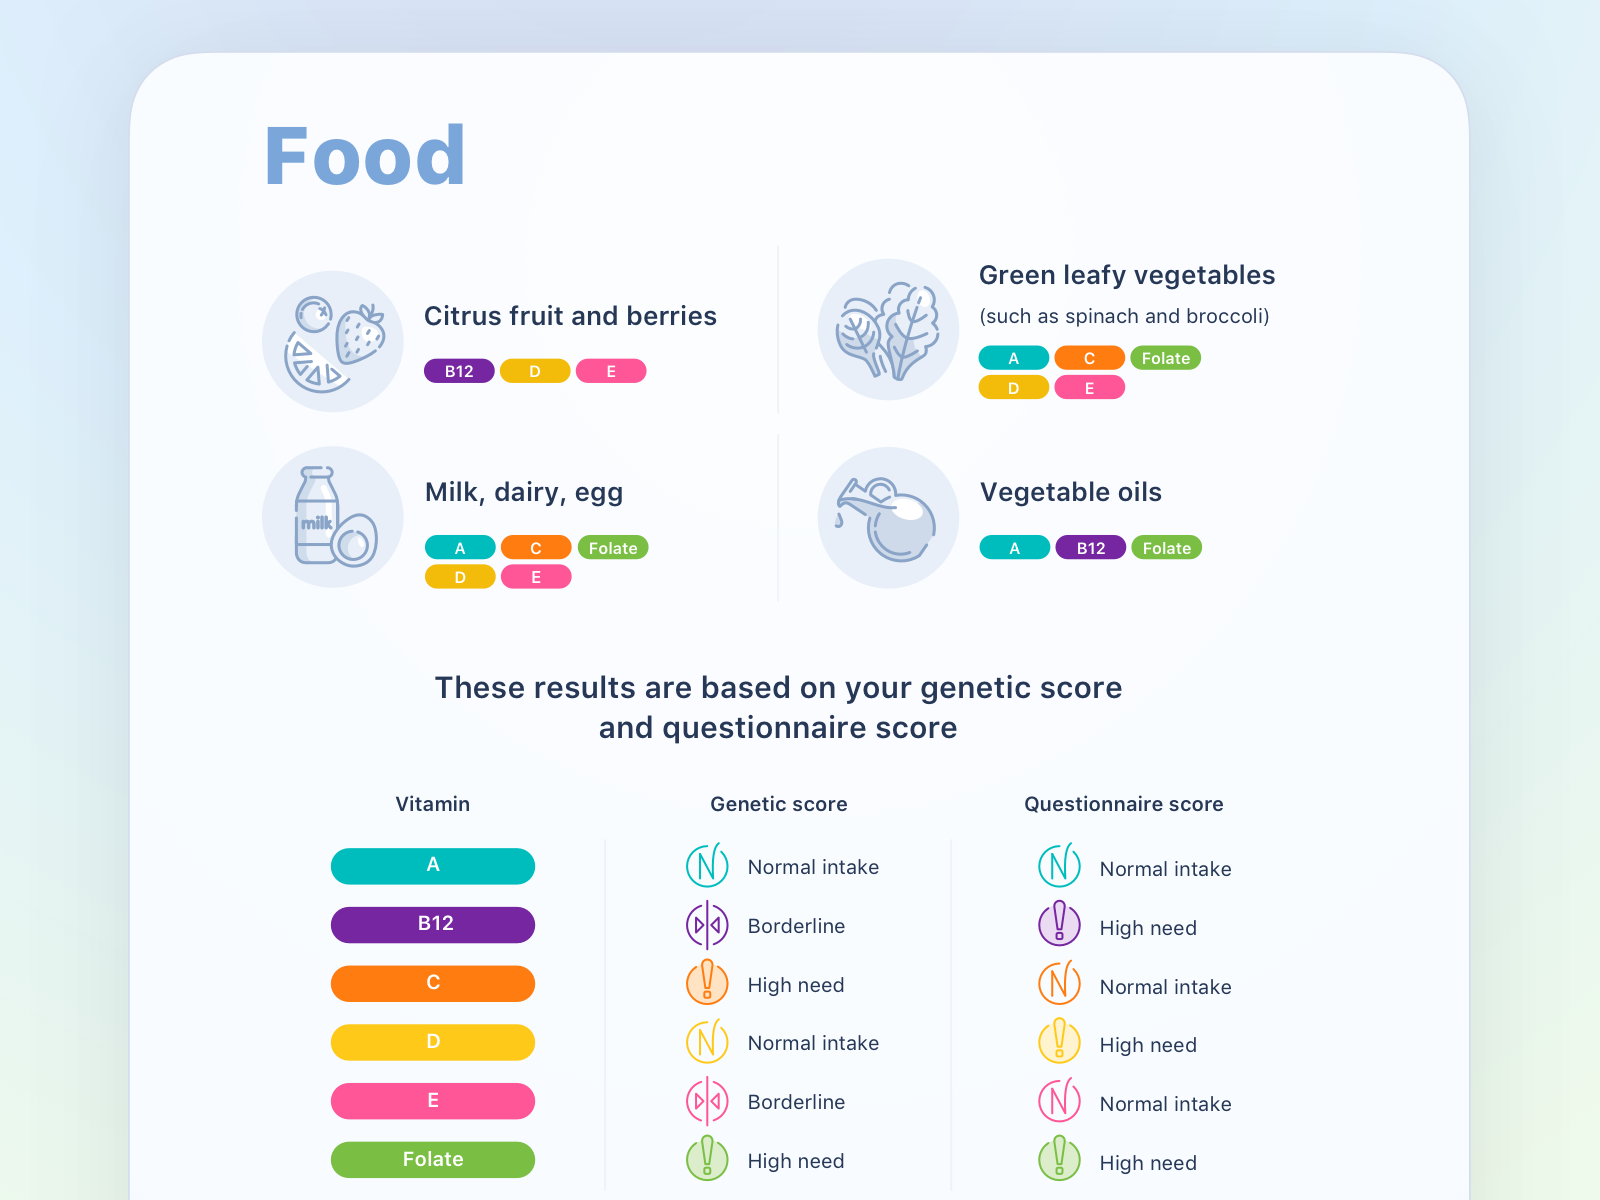 Food
Citrus fruit and berries
B12 D E
Green leafy vegetables
(such as spinach and broccoli)
A C Folate
D E
milk
Milk, dairy, egg
A C Folate
D E
Vegetable oils
A B12 Folate
These results are based on your genetic score
and questionnaire score
Vitamin Genetic score Questionnaire score
A N Normal intake N Normal intake
B12 Borderline ! High need
C ! High need N Normal intake
D N Normal intake ! High need
E Borderline N Normal intake
Folate ! High need ! High need